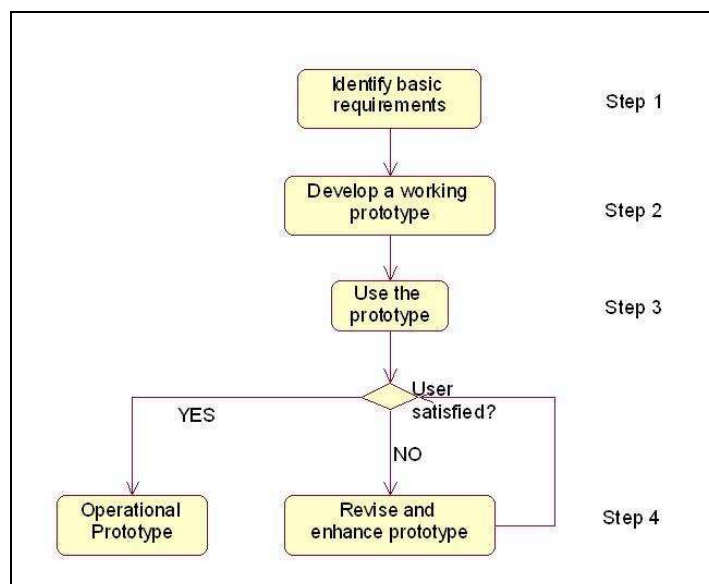 Identify basic
requirements
Step 1
Develop a working
prototype
Step 2
Use the
prototype
Step 3
User
satisfied?
YES
NO
Operational
Prototype
Revise and
enhance prototype
Step 4